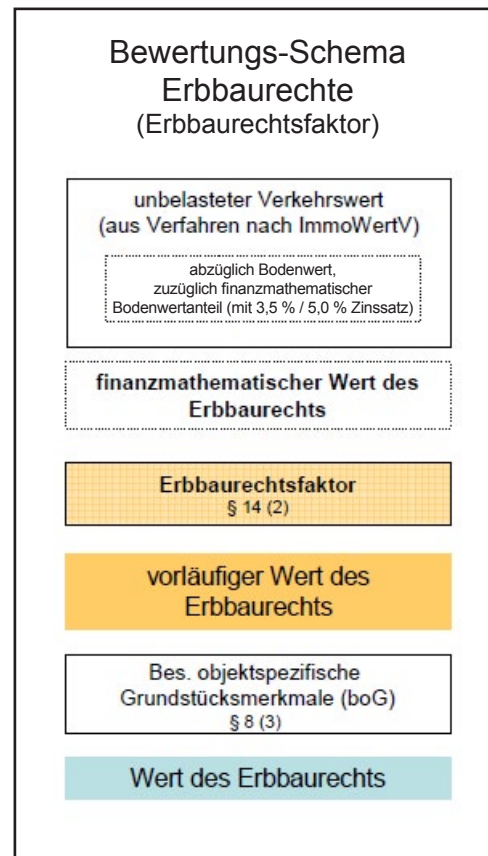 Bewertungs-Schema
Erbbaurechte
(Erbbaurechtsfaktor)
unbelasteter Verkehrswert
(aus Verfahren nach ImmoWertV)
abzüglich Bodenwert,
zuzüglich finanzmathematischer
Bodenwertanteil (mit 3,5 % / 5,0 % Zinssatz)
finanzmathematischer Wert des
Erbbaurechts
Erbbaurechtsfaktor
§ 14 (2)
vorläufiger Wert des
Erbbaurechts
Bes. objektspezifische
Grundstücksmerkmale (boG)
§ 8 (3)
Wert des Erbbaurechts